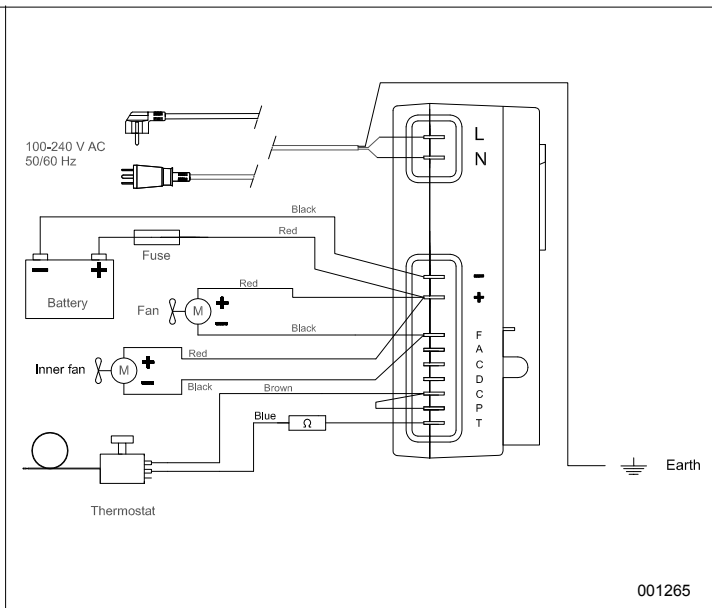 100-240 V AC
50/60 Hz
L
N
Black
Red
Fuse
- +
Battery
-
+
Red
Fan M + -
Black
F
A
C
D
C
P
T
Red
Inner fan M + -
Black
Brown
Blue Ω
Thermostat
Earth
001265